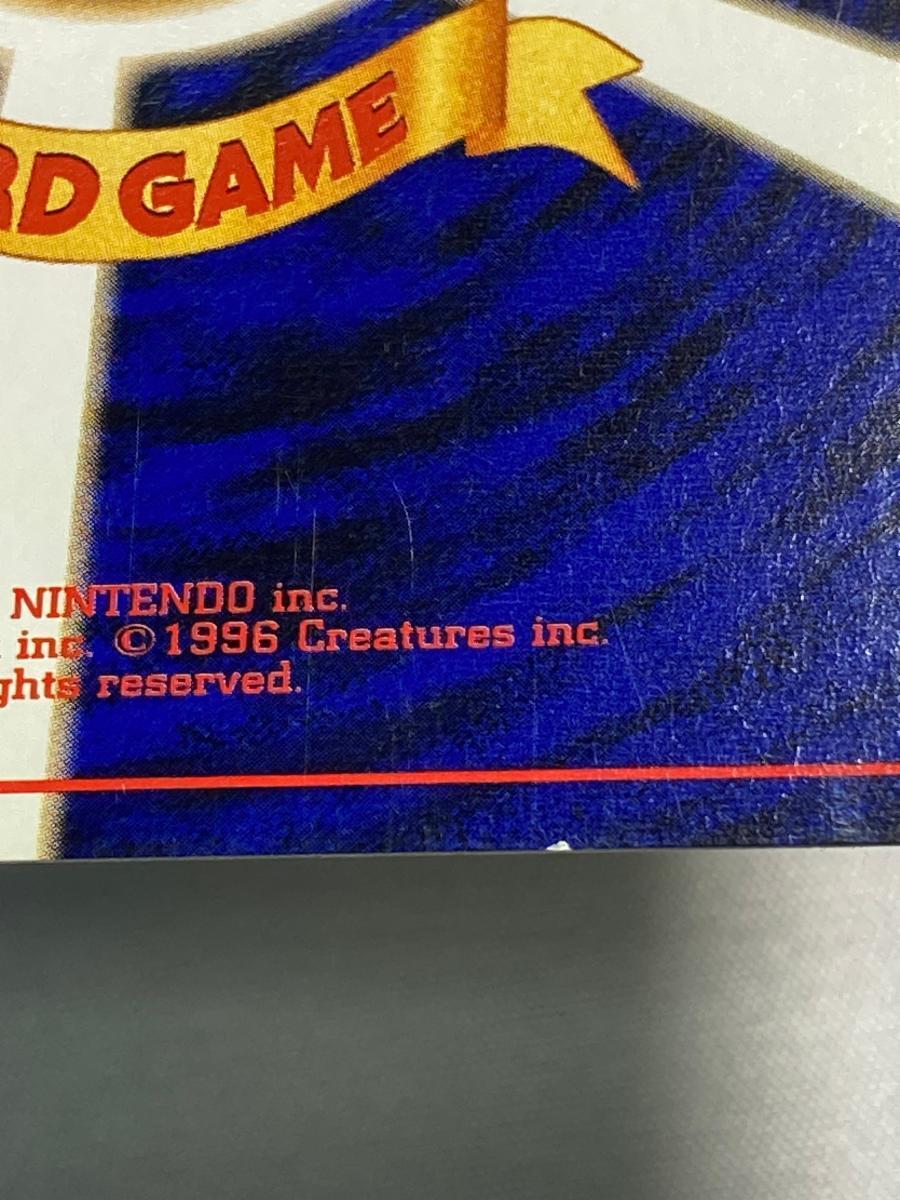 RD GAME
NINTENDO inc.
inc. ©1996 Creatures inc.
ghts reserved.